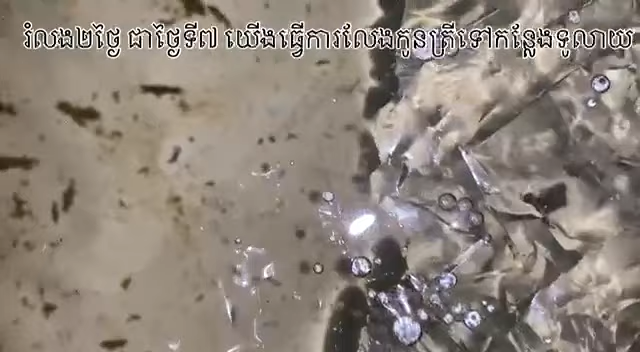 រំលង២ថ្ងៃ ជាថ្ងៃទី៧ យើងធ្វើការលែងកូនត្រីទៅកន្លែងទូលាយ